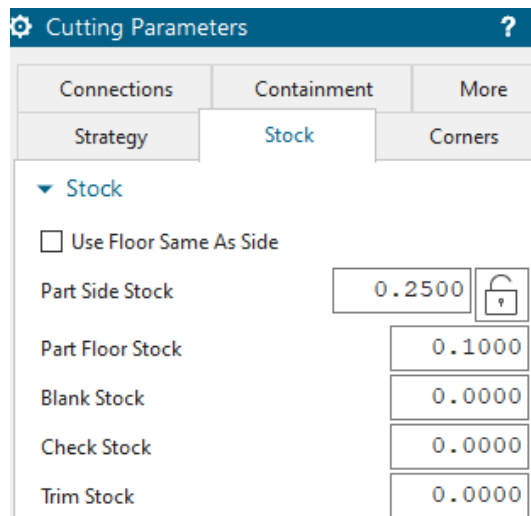 Cutting Parameters ?
Connections Containment More
Strategy Stock Corners
Stock
Use Floor Same As Side
Part Side Stock 0.2500
Part Floor Stock 0.1000
Blank Stock 0.0000
Check Stock 0.0000
Trim Stock 0.0000